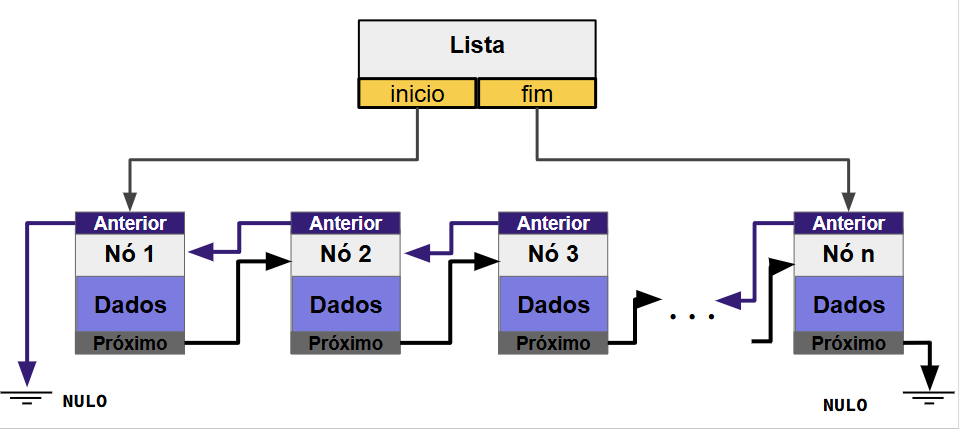 Lista
inicio fim
Anterior Anterior Anterior Anterior
Nó 1 Nó 2 Nó 3 Nó n
Dados Dados Dados . . . Dados
Próximo Próximo Próximo Próximo
NULO NULO